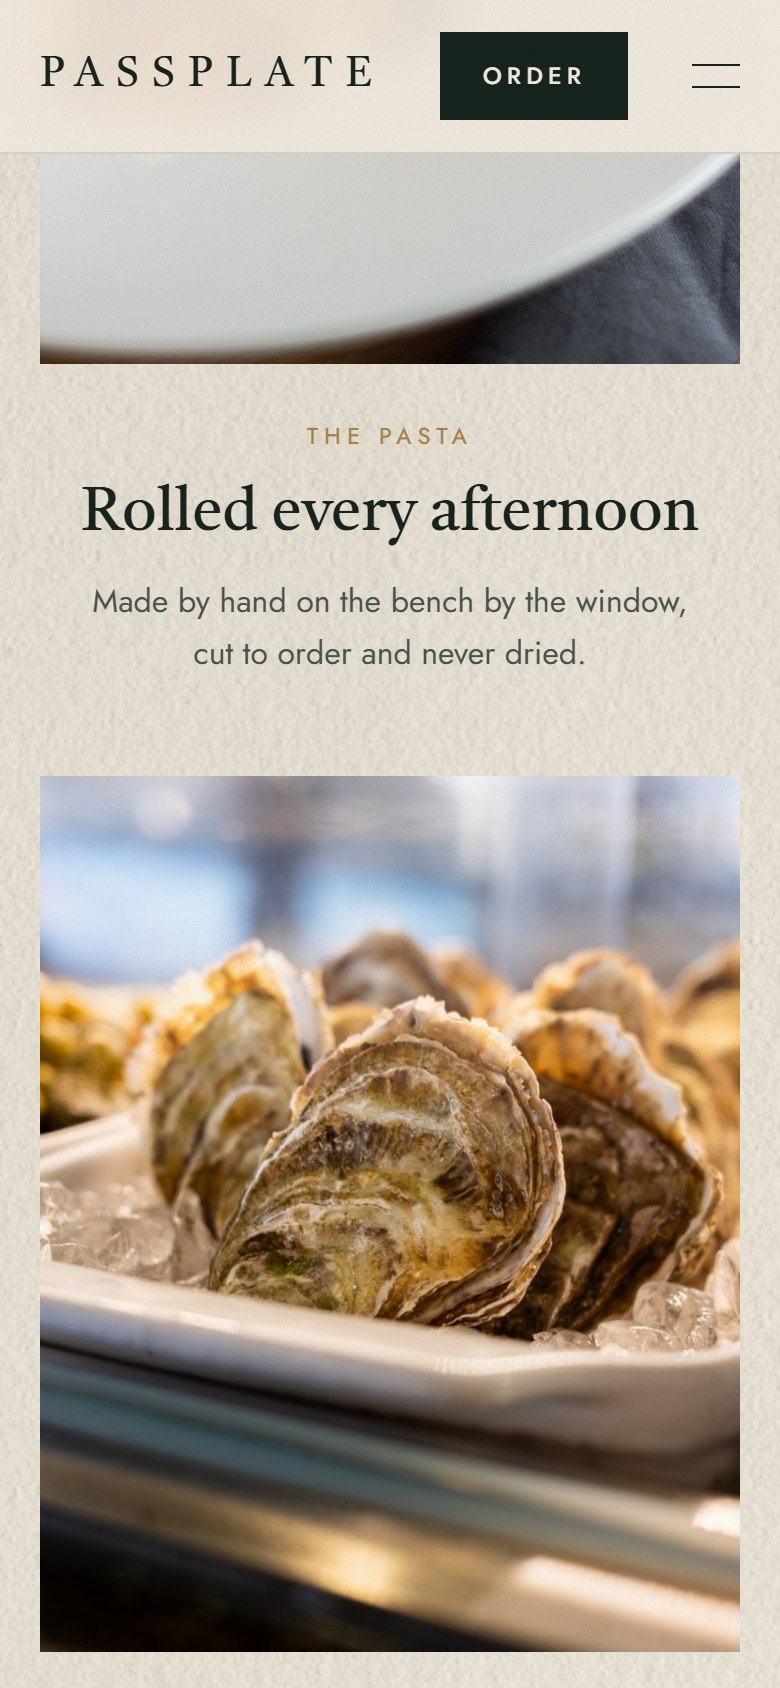 PASSPLATE
ORDER
THE PASTA
Rolled every afternoon
Made by hand on the bench by the window,
cut to order and never dried.